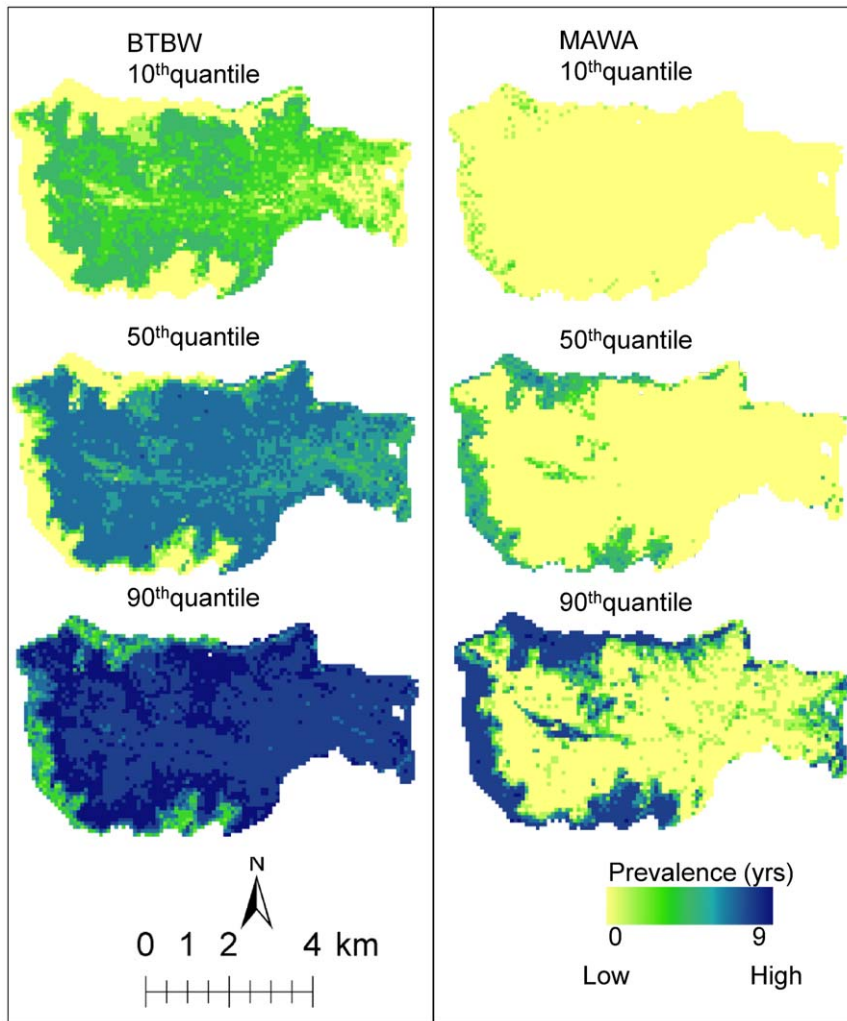 BTBW
10thquantile
50thquantile
90thquantile
N
0 1 2 4 km
MAWA
10thquantile
50thquantile
90thquantile
Prevalence (yrs)
0 9
Low High